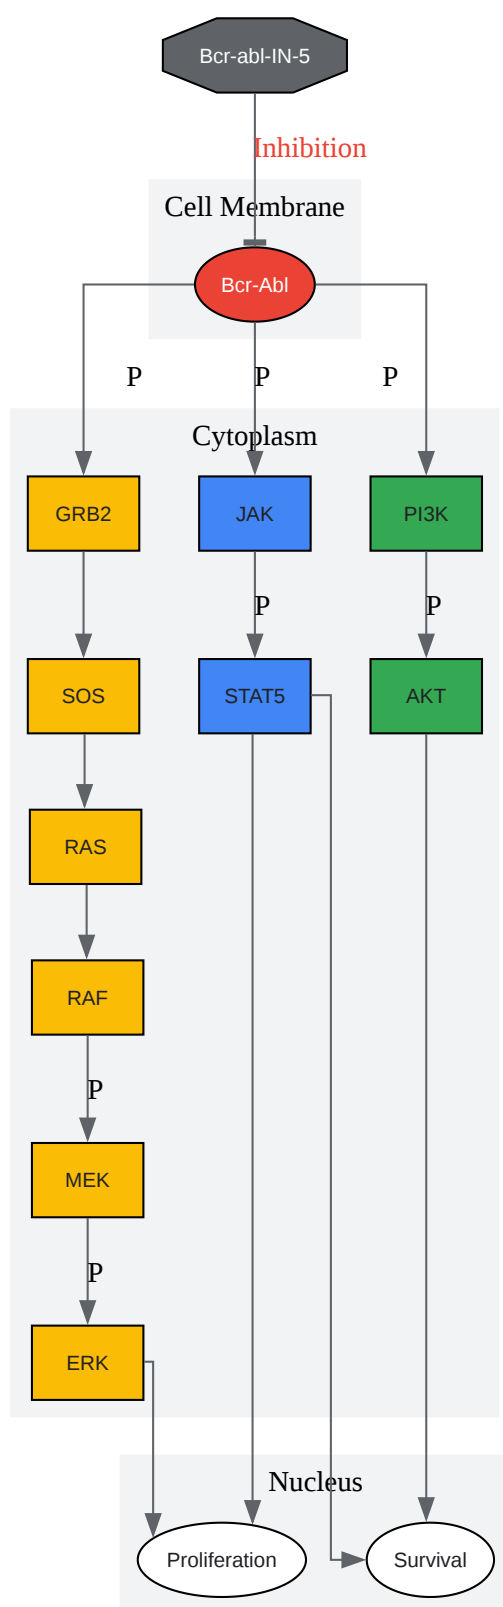 Bcr-abl-IN-5
Inhibition
Cell Membrane
Bcr-Abl
P P P
Cytoplasm
GRB2 JAK PI3K
P P
SOS STAT5 AKT
RAS
RAF
P
MEK
P
ERK
Nucleus
Proliferation Survival